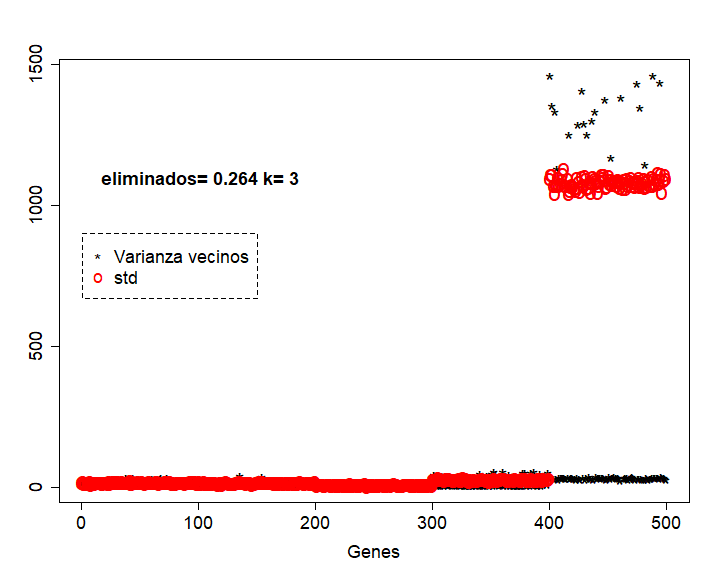 1500
1000
500
0
eliminados= 0.264 k= 3
* Varianza vecinos
o std
0 100 200 300 400 500
Genes